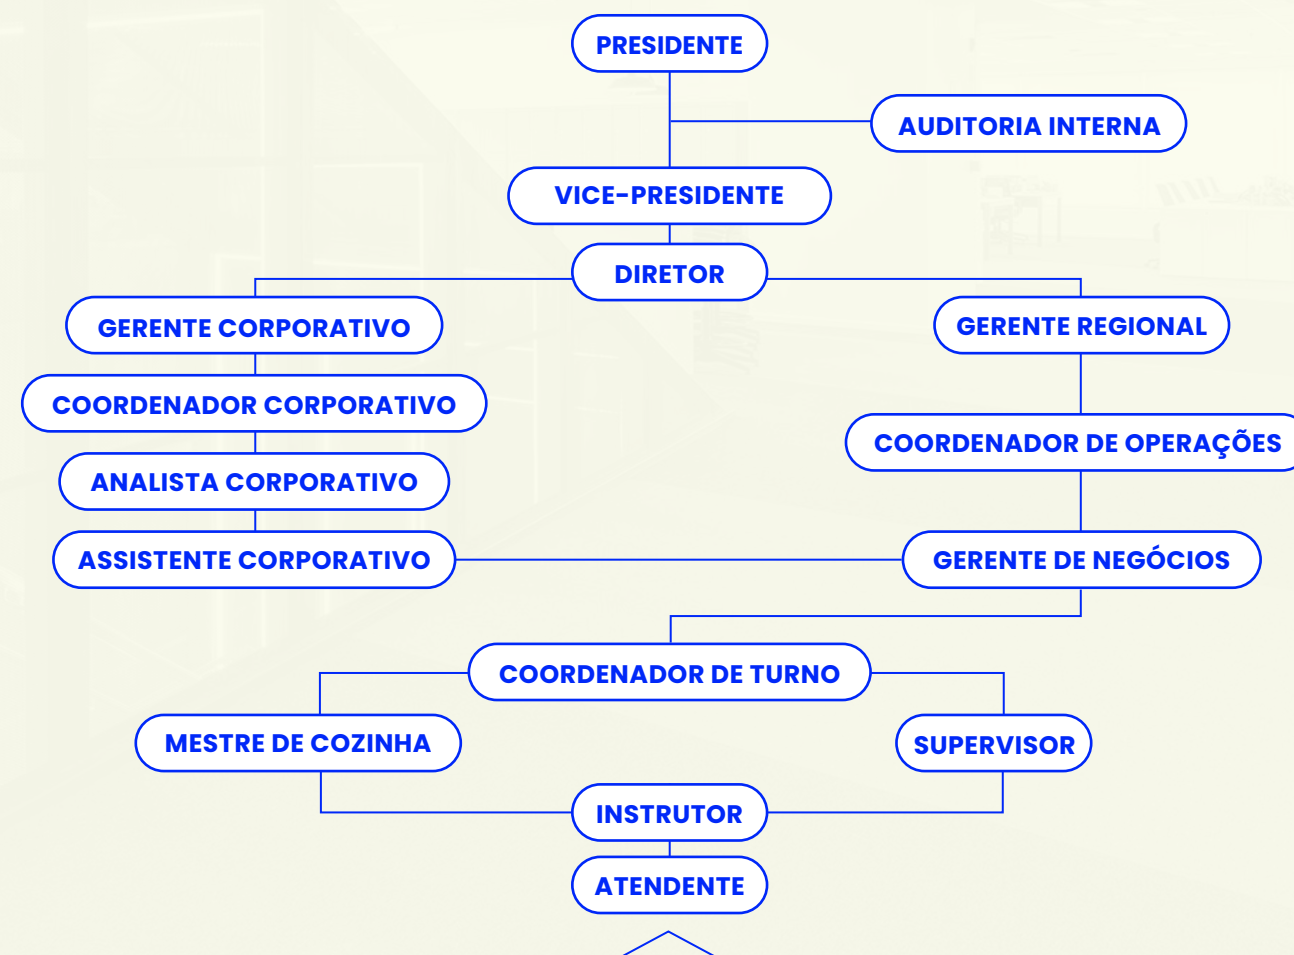 PRESIDENTE
AUDITORIA INTERNA
VICE-PRESIDENTE
DIRETOR
GERENTE CORPORATIVO
GERENTE REGIONAL
COORDENADOR CORPORATIVO
COORDENADOR DE OPERAÇÕES
ANALISTA CORPORATIVO
ASSISTENTE CORPORATIVO
GERENTE DE NEGÓCIOS
COORDENADOR DE TURNO
MESTRE DE COZINHA
SUPERVISOR
INSTRUTOR
ATENDENTE